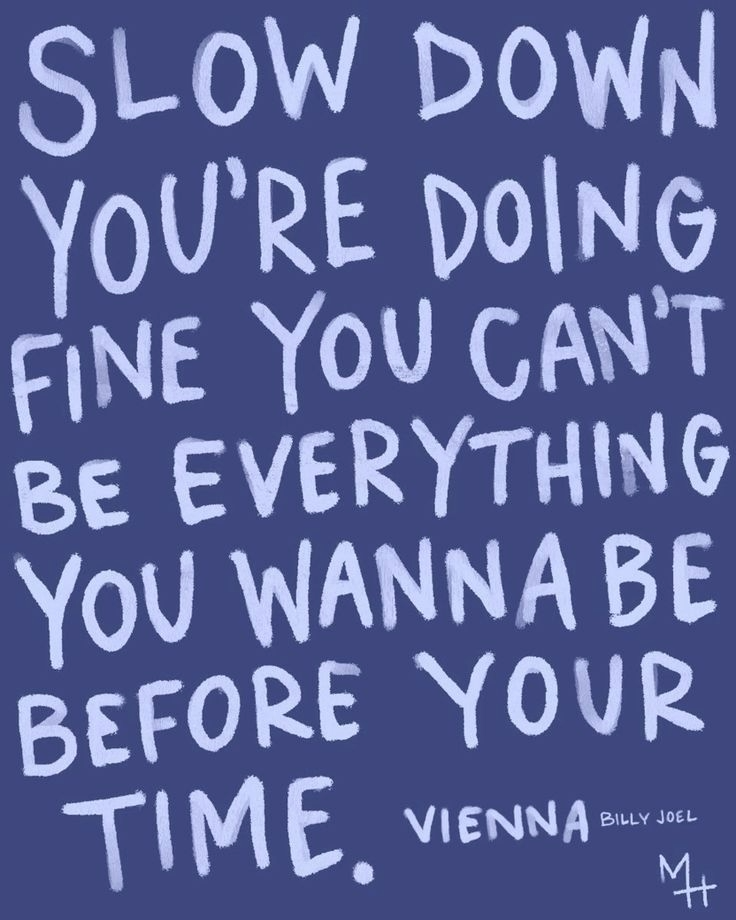 SLOW DOWN
YOU'RE DOING
FINE YOU CAN'T
BE EVERYTHING
YOU WANNA BE
BEFORE YOUR
TIME. VIENNA BILLY JOEL
MH